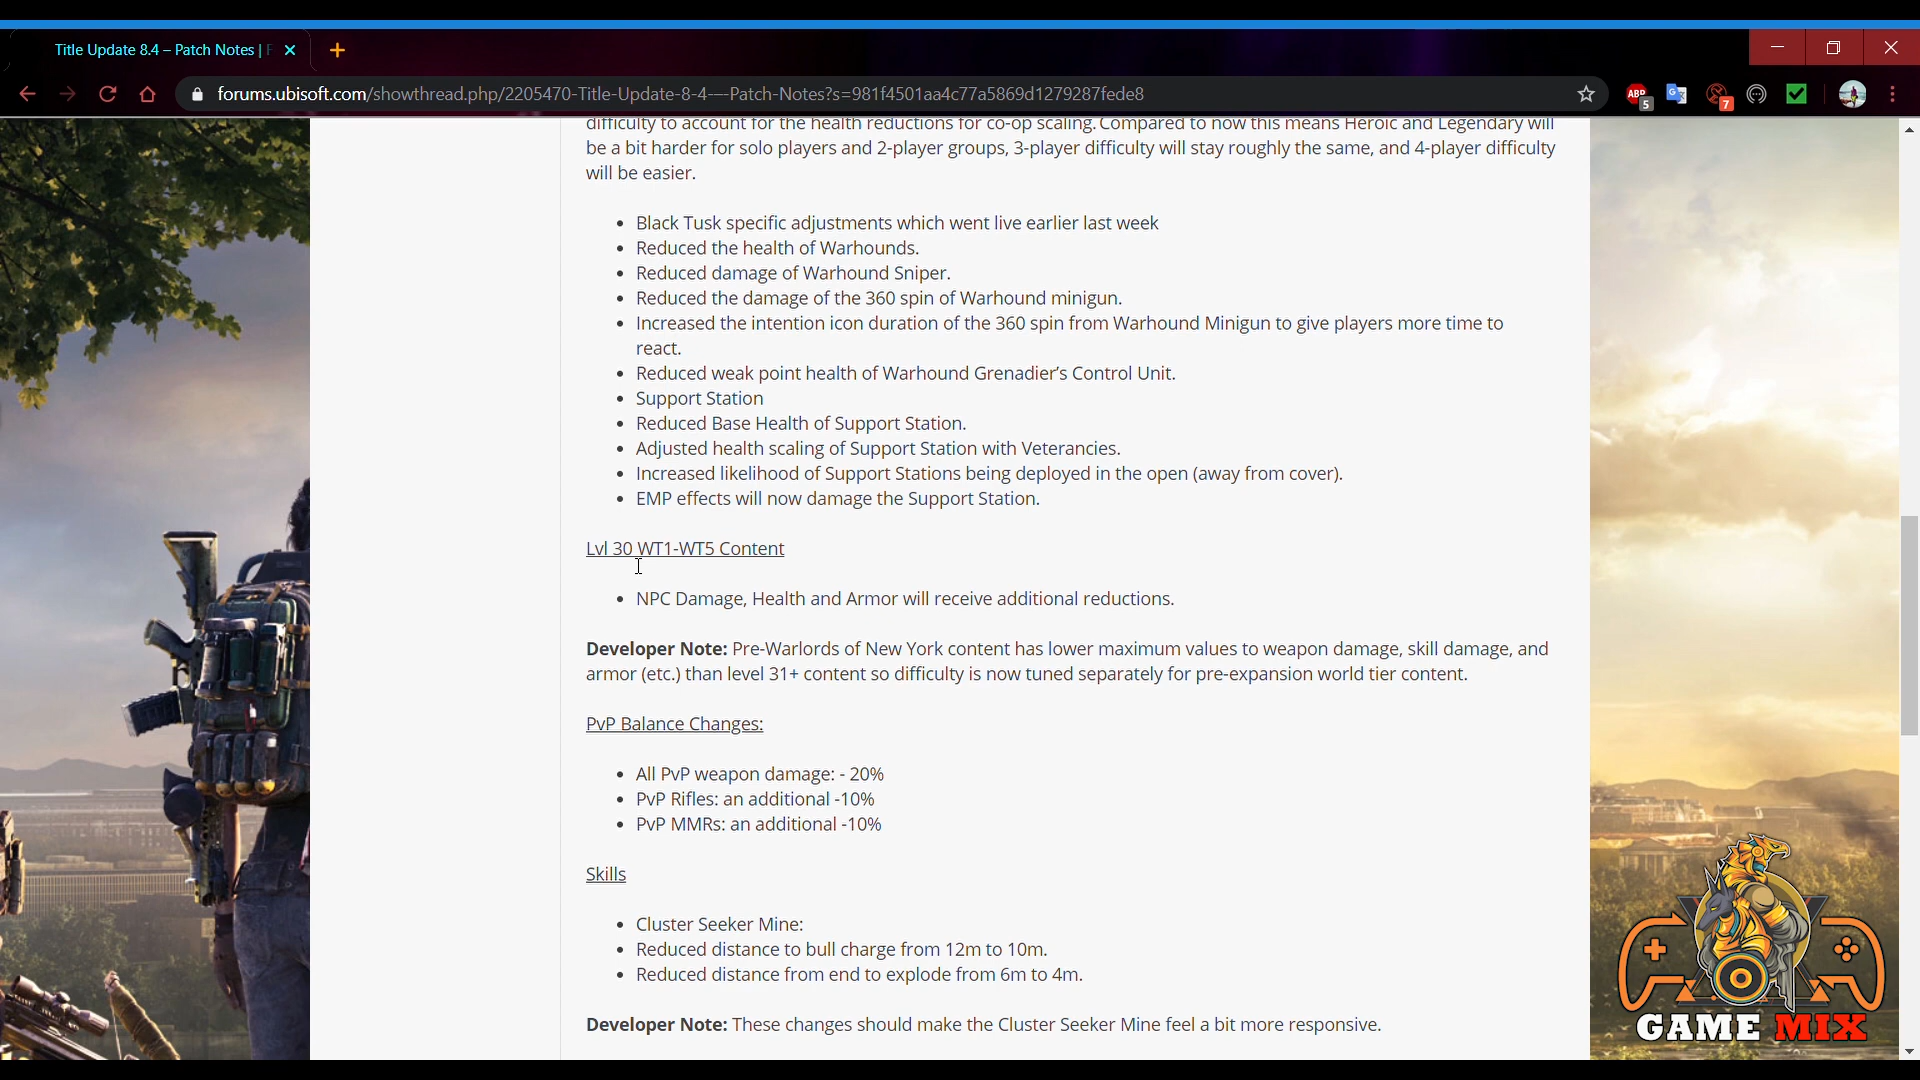 Title Update 8.4 – Patch Notes |
forums.ubisoft.com/showthread.php/2205470-Title-Update-8-4-–-Patch-Notes?s=981f4501aa4c77a5869d1279287fede8
ABP
5
7
difficulty to account for the health reductions for co-op scaling. Compared to now this means Heroic and Legendary will
be a bit harder for solo players and 2-player groups, 3-player difficulty will stay roughly the same, and 4-player difficulty
will be easier.
• Black Tusk specific adjustments which went live earlier last week
• Reduced the health of Warhounds.
• Reduced damage of Warhound Sniper.
• Reduced the damage of the 360 spin of Warhound minigun.
• Increased the intention icon duration of the 360 spin from Warhound Minigun to give players more time to
react.
• Reduced weak point health of Warhound Grenadier’s Control Unit.
• Support Station
• Reduced Base Health of Support Station.
• Adjusted health scaling of Support Station with Veterancies.
• Increased likelihood of Support Stations being deployed in the open (away from cover).
• EMP effects will now damage the Support Station.
Lvl 30 WT1-WT5 Content
• NPC Damage, Health and Armor will receive additional reductions.
Developer Note: Pre-Warlords of New York content has lower maximum values to weapon damage, skill damage, and
armor (etc.) than level 31+ content so difficulty is now tuned separately for pre-expansion world tier content.
PvP Balance Changes:
• All PvP weapon damage: - 20%
• PvP Rifles: an additional -10%
• PvP MMRs: an additional -10%
Skills
• Cluster Seeker Mine:
• Reduced distance to bull charge from 12m to 10m.
• Reduced distance from end to explode from 6m to 4m.
Developer Note: These changes should make the Cluster Seeker Mine feel a bit more responsive.
GAME MIX